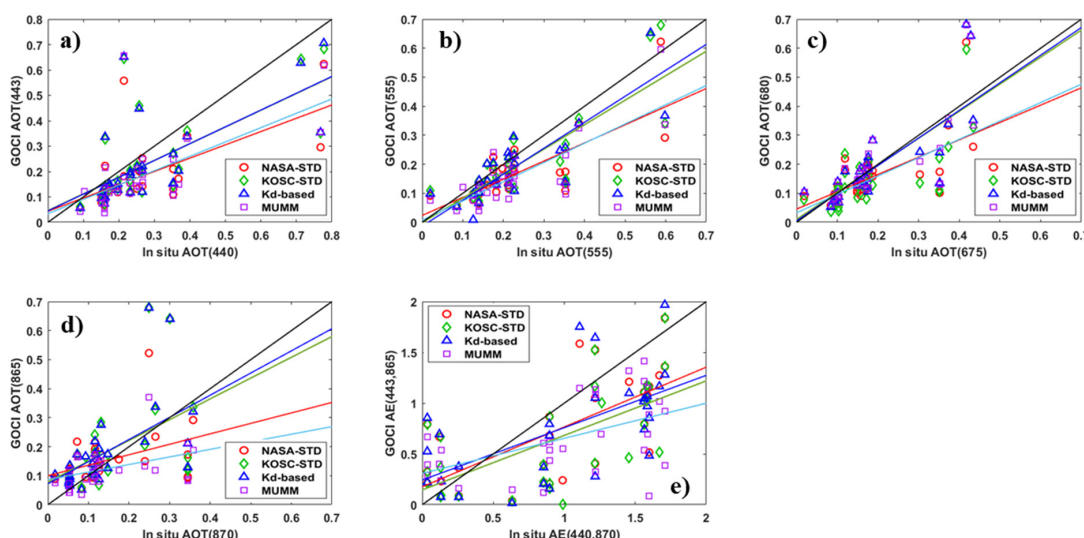 a)
0.8
0.7
0.6
0.5
0.4
0.3
0.2
0.1
0
GOCI AOT(443)
NASA-STD
KOSC-STD
Kd-based
MUMM
0 0.1 0.2 0.3 0.4 0.5 0.6 0.7 0.8
In situ AOT(440)
b)
0.7
0.6
0.5
0.4
0.3
0.2
0.1
0
GOCI AOT(555)
NASA-STD
KOSC-STD
Kd-based
MUMM
0 0.1 0.2 0.3 0.4 0.5 0.6 0.7
In situ AOT(555)
c)
0.7
0.6
0.5
0.4
0.3
0.2
0.1
0
GOCI AOT(680)
NASA-STD
KOSC-STD
Kd-based
MUMM
0 0.1 0.2 0.3 0.4 0.5 0.6 0.7
In situ AOT(675)
d)
0.7
0.6
0.5
0.4
0.3
0.2
0.1
0
GOCI AOT(865)
NASA-STD
KOSC-STD
Kd-based
MUMM
0 0.1 0.2 0.3 0.4 0.5 0.6 0.7
In situ AOT(870)
e)
2
1.5
1
0.5
0
GOCI AE(443,865)
NASA-STD
KOSC-STD
Kd-based
MUMM
0 0.5 1 1.5 2
In situ AE(440,870)